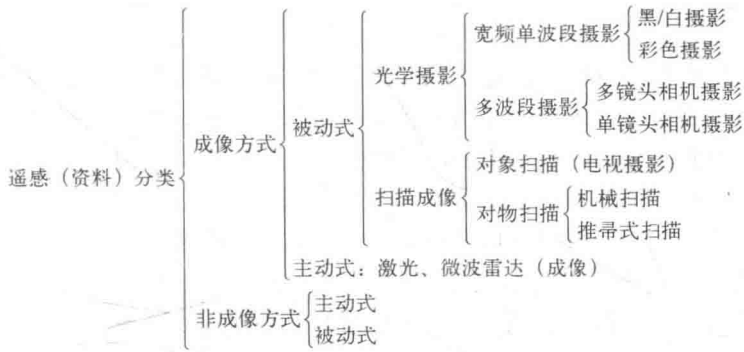 遥感（资料）分类
成像方式
被动式
光学摄影
宽频单波段摄影
黑/白摄影
彩色摄影
多波段摄影
多镜头相机摄影
单镜头相机摄影
扫描成像
对象扫描（电视摄影）
对物扫描
机械扫描
推帚式扫描
主动式：激光、微波雷达（成像）
非成像方式
主动式
被动式